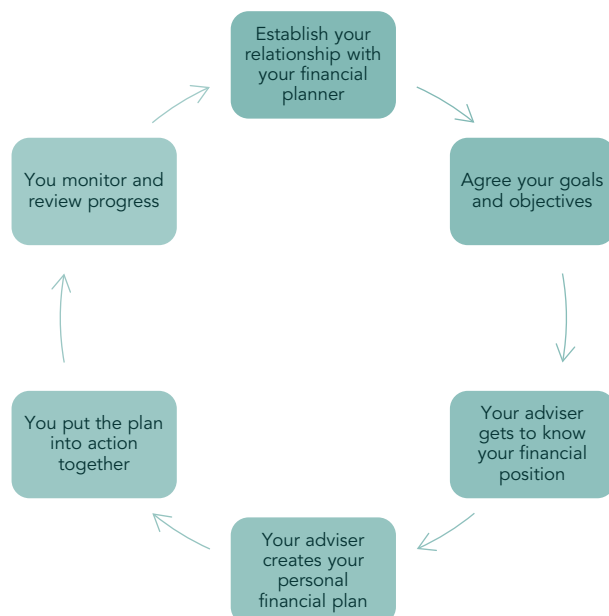 Establish your
relationship with
your financial
planner
Agree your goals
and objectives
Your adviser
gets to know
your financial
position
Your adviser
creates your
personal
financial plan
You put the plan
into action
together
You monitor and
review progress